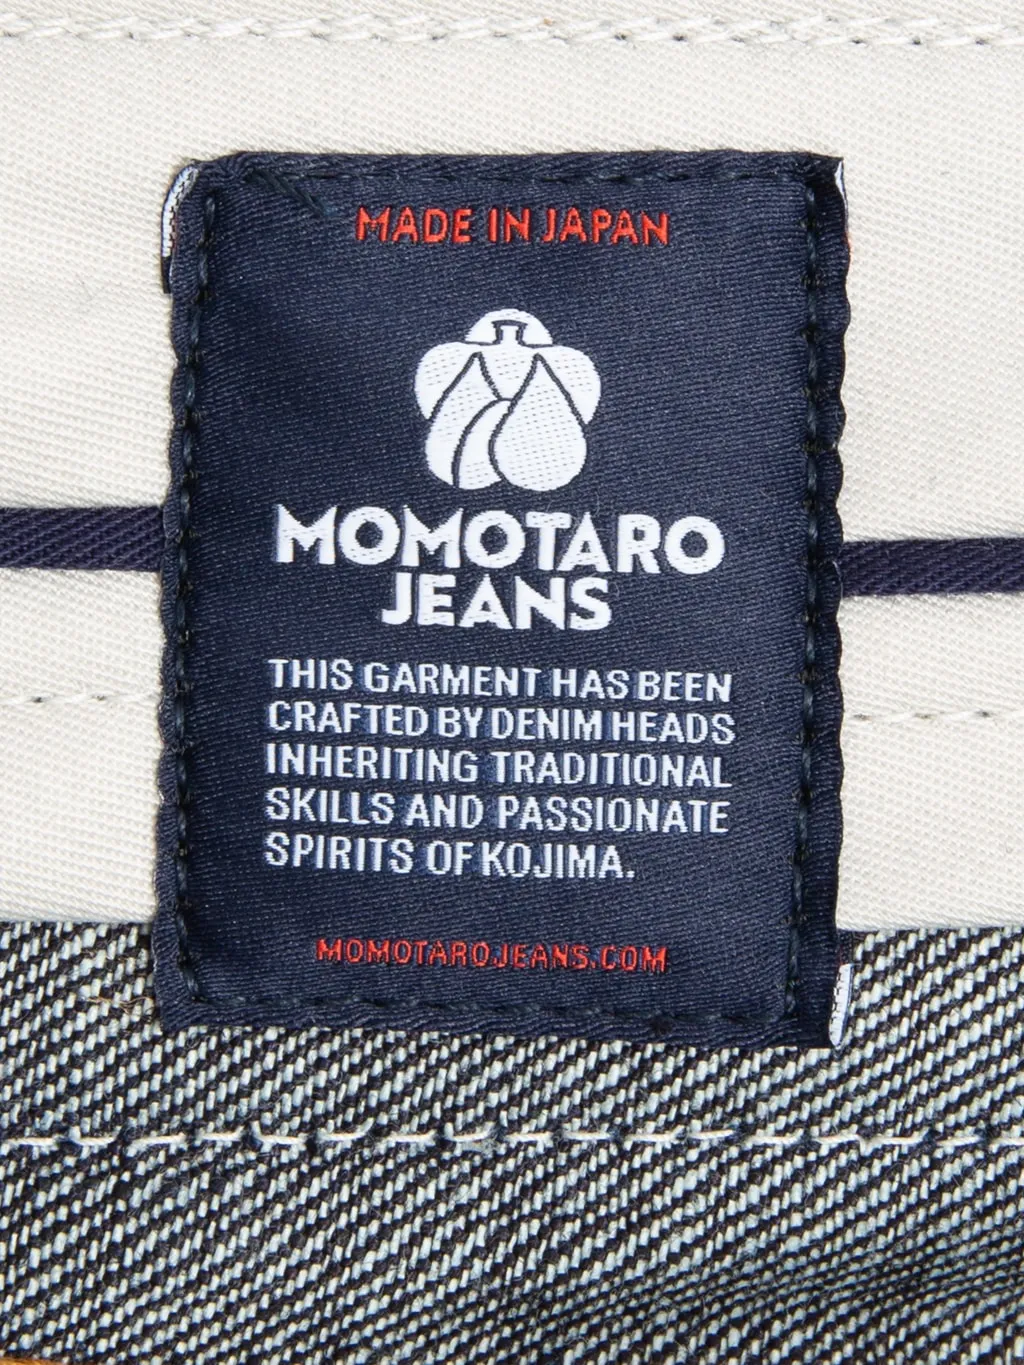 MADE IN JAPAN
MOMOTARO
JEANS
THIS GARMENT HAS BEEN
CRAFTED BY DENIM HEADS
INHERITING TRADITIONAL
SKILLS AND PASSIONATE
SPIRITS OF KOJIMA.
MOMOTAROJEANS.COM